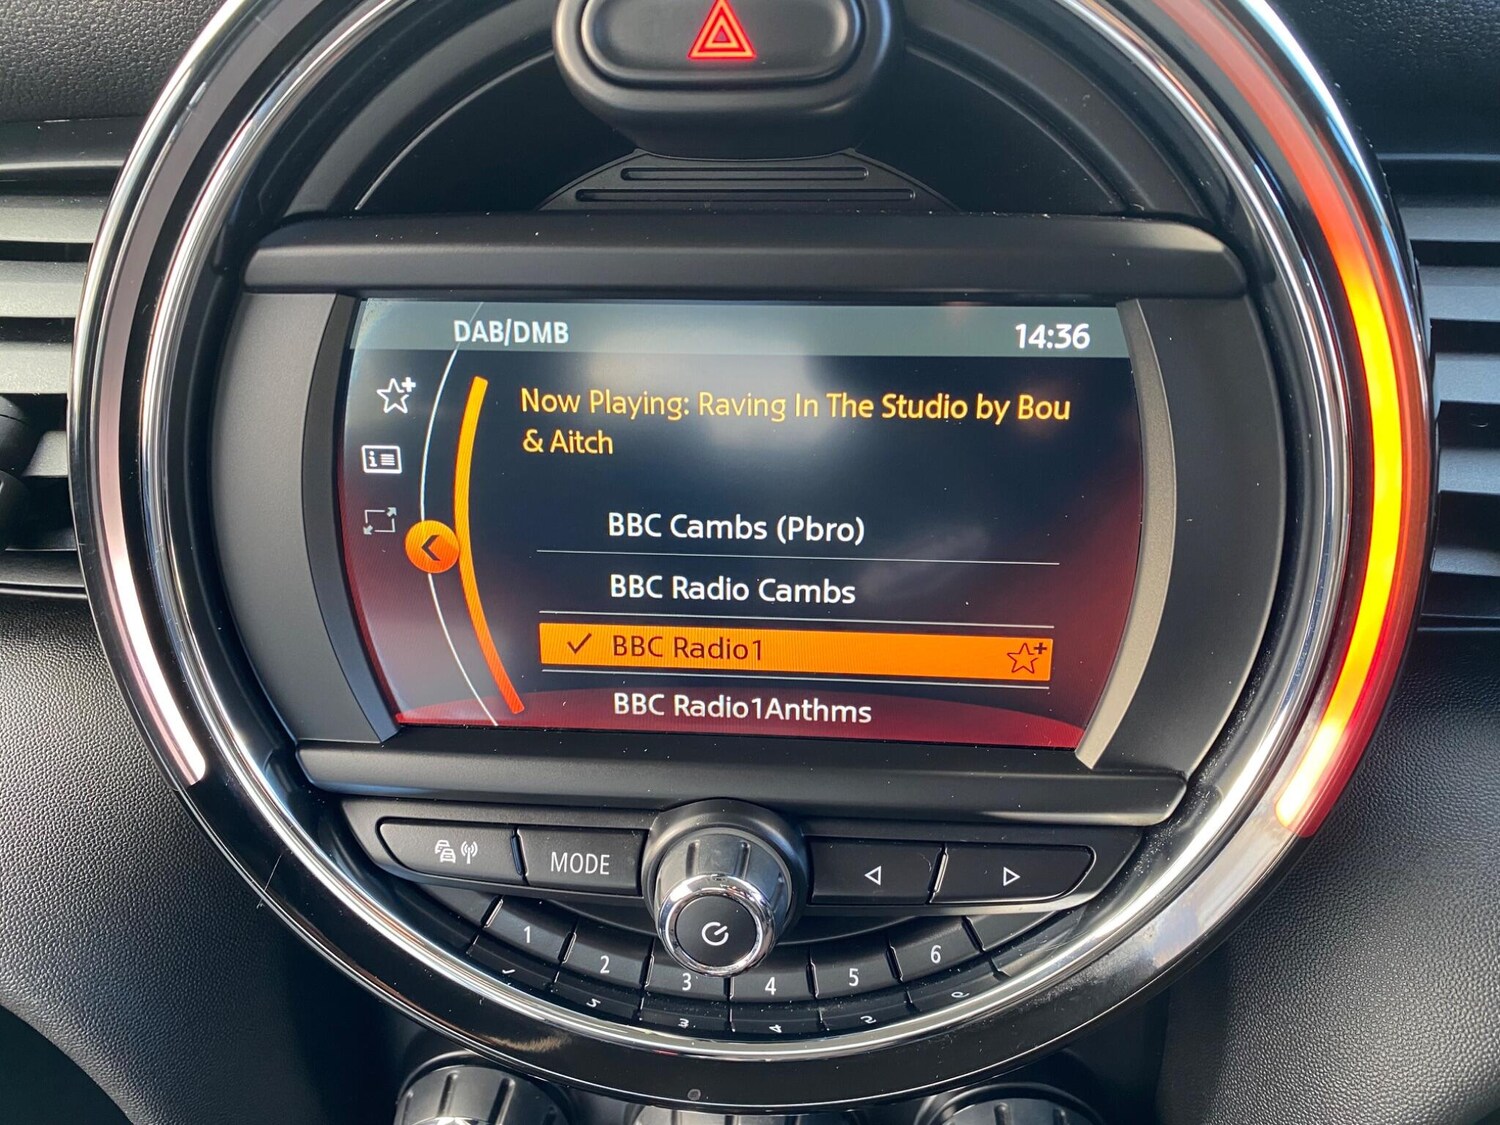 DAB/DMB 14:36
Now Playing: Raving In The Studio by Bou
& Aitch
BBC Cambs (Pbro)
BBC Radio Cambs
BBC Radio1
BBC Radio1Anthms
MODE
1 2 3 4 5 6